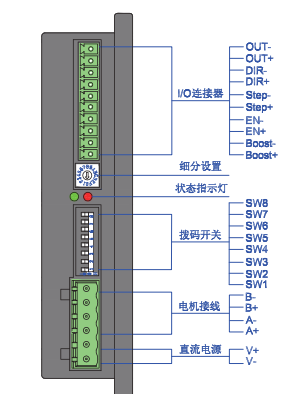 OUT-
OUT+
DIR-
DIR+
I/O连接器
Step-
Step+
EN-
EN+
Boost-
Boost+
细分设置
状态指示灯
SW8
SW7
SW6
拨码开关
SW5
SW4
SW3
SW2
SW1
B-
电机接线
B+
A-
A+
直流电源
V+
V-